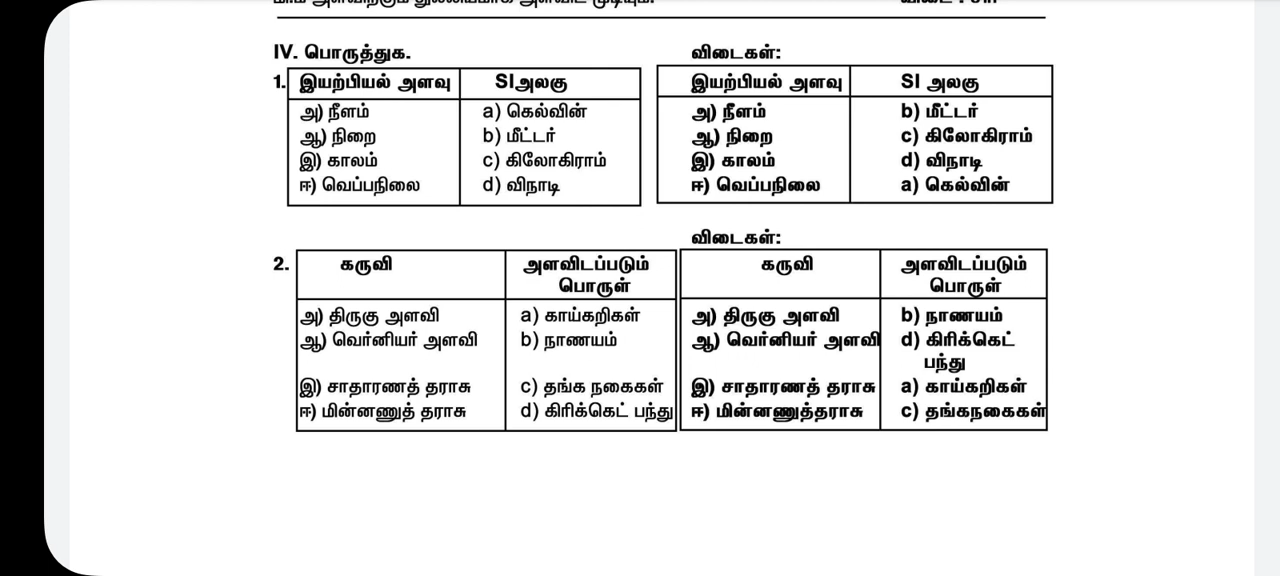 IV. பொருத்துக. விடைகள்:
1. இயற்பியல் அளவு SIஅலகு இயற்பியல் அளவு SI அலகு
அ) நீளம் a) கெல்வின் அ) நீளம் b) மீட்டர்
ஆ) நிறை b) மீட்டர் ஆ) நிறை c) கிலோகிராம்
இ) காலம் c) கிலோகிராம் இ) காலம் d) விநாடி
ஈ) வெப்பநிலை d) விநாடி ஈ) வெப்பநிலை a) கெல்வின்
விடைகள்:
2. கருவி அளவிடப்படும் கருவி அளவிடப்படும்
பொருள் பொருள்
அ) திருகு அளவி a) காய்கறிகள் அ) திருகு அளவி b) நாணயம்
ஆ) வெர்னியர் அளவி b) நாணயம் ஆ) வெர்னியர் அளவி d) கிரிக்கெட்
பந்து
இ) சாதாரணத் தராசு c) தங்க நகைகள் இ) சாதாரணத் தராசு a) காய்கறிகள்
ஈ) மின்னணுத் தராசு d) கிரிக்கெட் பந்து ஈ) மின்னணுத்தராசு c) தங்கநகைகள்